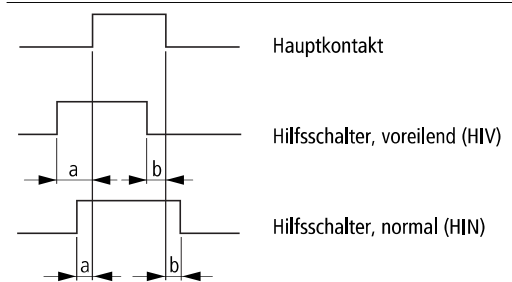 Hauptkontakt
Hilfsschalter, voreilend (HIV)
a b
Hilfsschalter, normal (HIN)
a b